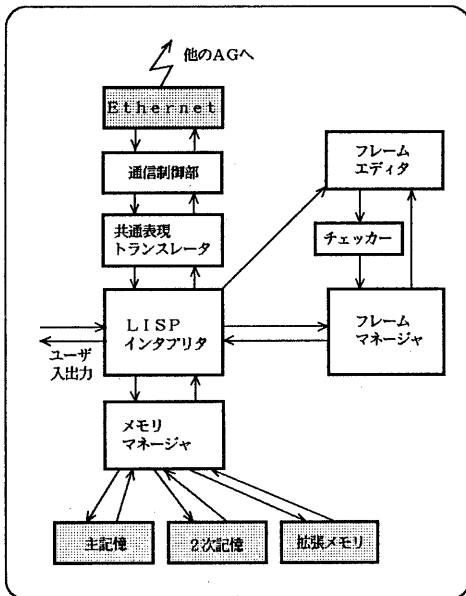 他のAGへ
Ethernet
通信制御部
フレーム
エディタ
共通表現
トランスレータ
チェッカー
LISP
インタプリタ
フレーム
マネージャ
ユーザ
入出力
メモリ
マネージャ
主記憶
2次記憶
拡張メモリ